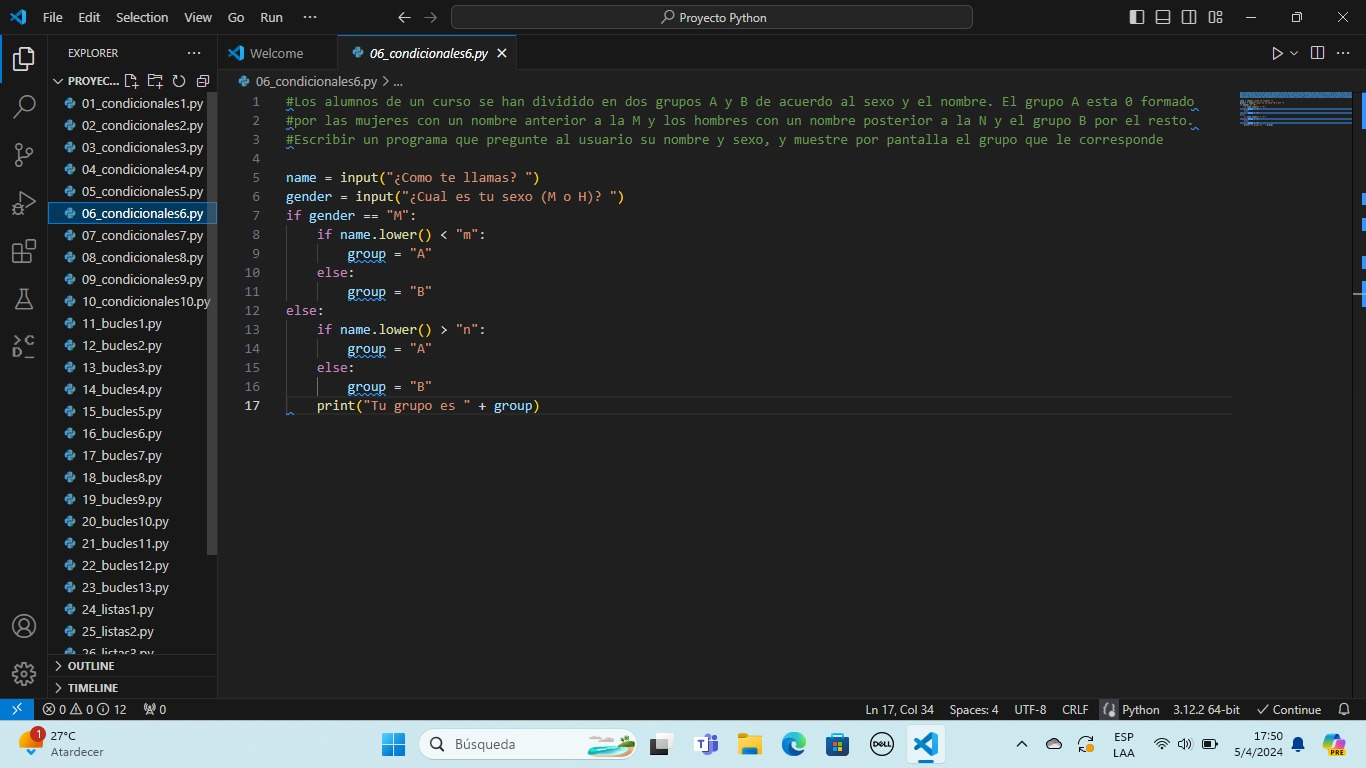 File Edit Selection View Go Run ···
Proyecto Python
EXPLORER ···
Welcome
06_condicionales6.py
PROYEC...
06_condicionales6.py > ...
01_condicionales1.py
02_condicionales2.py
03_condicionales3.py
04_condicionales4.py
05_condicionales5.py
06_condicionales6.py
07_condicionales7.py
08_condicionales8.py
09_condicionales9.py
10_condicionales10.py
11_bucles1.py
12_bucles2.py
13_bucles3.py
14_bucles4.py
15_bucles5.py
16_bucles6.py
17_bucles7.py
18_bucles8.py
19_bucles9.py
20_bucles10.py
21_bucles11.py
22_bucles12.py
23_bucles13.py
24_listas1.py
25_listas2.py
26_listas3.py
OUTLINE
TIMELINE
1 #Los alumnos de un curso se han dividido en dos grupos A y B de acuerdo al sexo y el nombre. El grupo A esta 0 formado
2 #por las mujeres con un nombre anterior a la M y los hombres con un nombre posterior a la N y el grupo B por el resto.
3 #Escribir un programa que pregunte al usuario su nombre y sexo, y muestre por pantalla el grupo que le corresponde
4
5 name = input("¿Como te llamas? ")
6 gender = input("¿Cual es tu sexo (M o H)? ")
7 if gender == "M":
8     if name.lower() < "m":
9         group = "A"
10     else:
11         group = "B"
12 else:
13     if name.lower() > "n":
14         group = "A"
15     else:
16         group = "B"
17     print("Tu grupo es " + group)
0 0 12 0
Ln 17, Col 34 Spaces: 4 UTF-8 CRLF Python 3.12.2 64-bit Continue
1
27°C
Atardecer
Búsqueda
DELL
ESP
LAA
17:50
5/4/2024
PRE